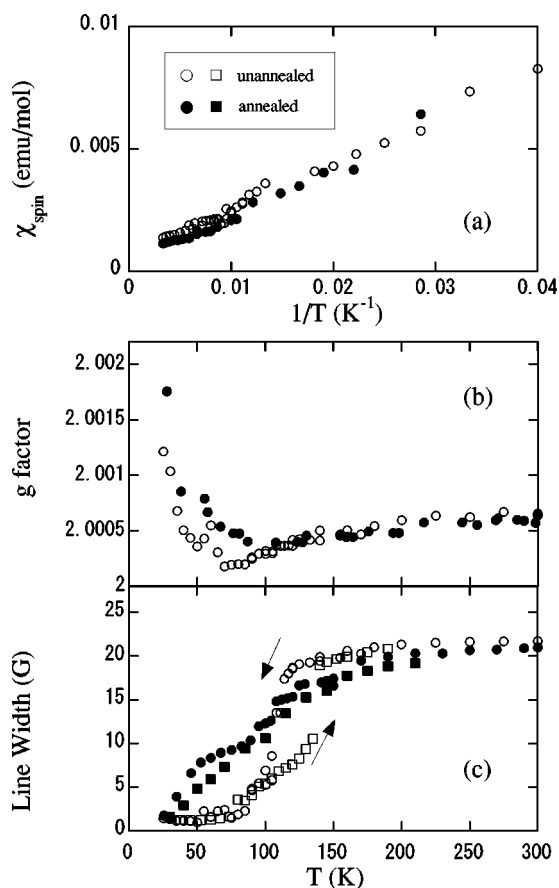 0.01
unannealed
annealed
0.005
χspin (emu/mol)
(a)
0
0 0.01 0.02 0.03 0.04
1/T (K-1)
2.002
(b)
2.0015
g factor
2.001
2.0005
2
25
20
Line Width (G)
15
10
(c)
5
0
0 50 100 150 200 250 300
T (K)